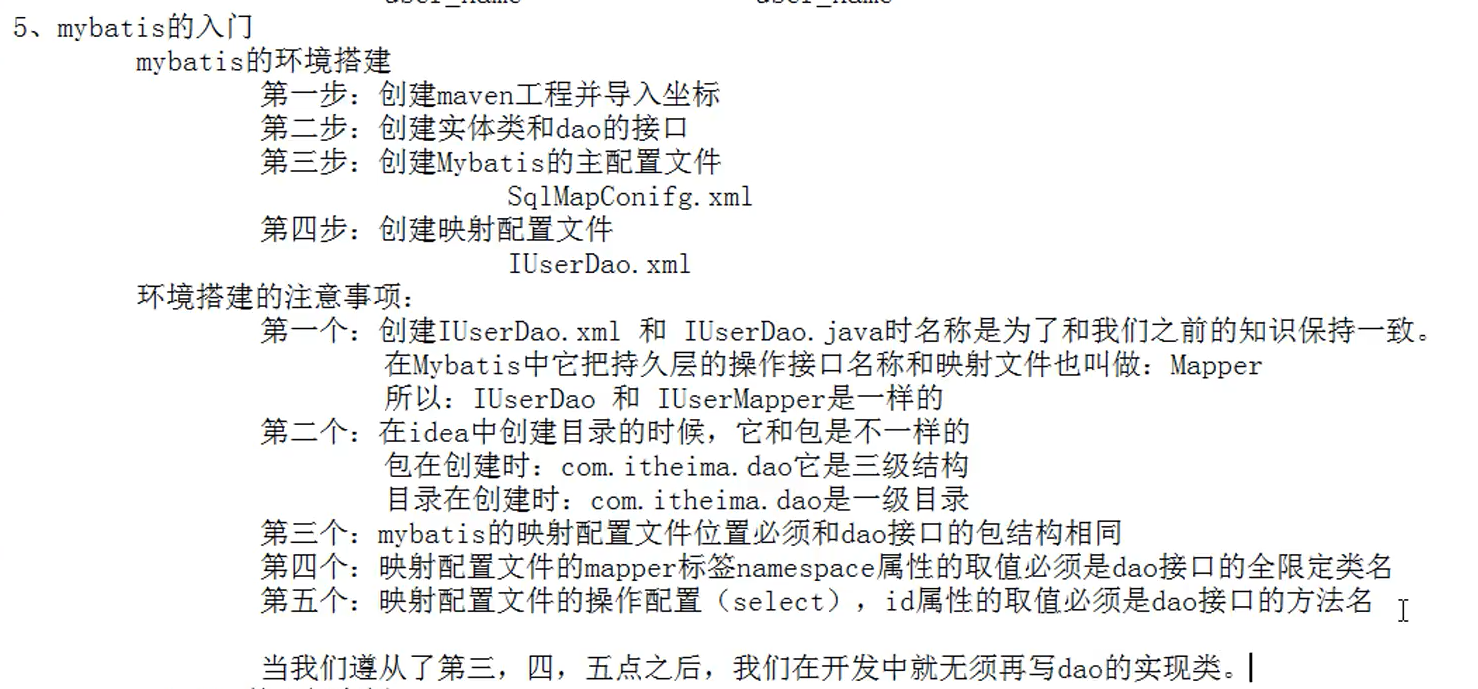 5、mybatis的入门
mybatis的环境搭建
第一步：创建maven工程并导入坐标
第二步：创建实体类和dao的接口
第三步：创建Mybatis的主配置文件
SqlMapConifg.xml
第四步：创建映射配置文件
IUserDao.xml
环境搭建的注意事项：
第一个：创建IUserDao.xml 和 IUserDao.java时名称是为了和我们之前的知识保持一致。
在Mybatis中它把持久层的操作接口名称和映射文件也叫做：Mapper
所以：IUserDao 和 IUserMapper是一样的
第二个：在idea中创建目录的时候，它和包是不一样的
包在创建时：com.itheima.dao它是三级结构
目录在创建时：com.itheima.dao是一级目录
第三个：mybatis的映射配置文件位置必须和dao接口的包结构相同
第四个：映射配置文件的mapper标签namespace属性的取值必须是dao接口的全限定类名
第五个：映射配置文件的操作配置（select），id属性的取值必须是dao接口的方法名
当我们遵从了第三，四，五点之后，我们在开发中就无须再写dao的实现类。